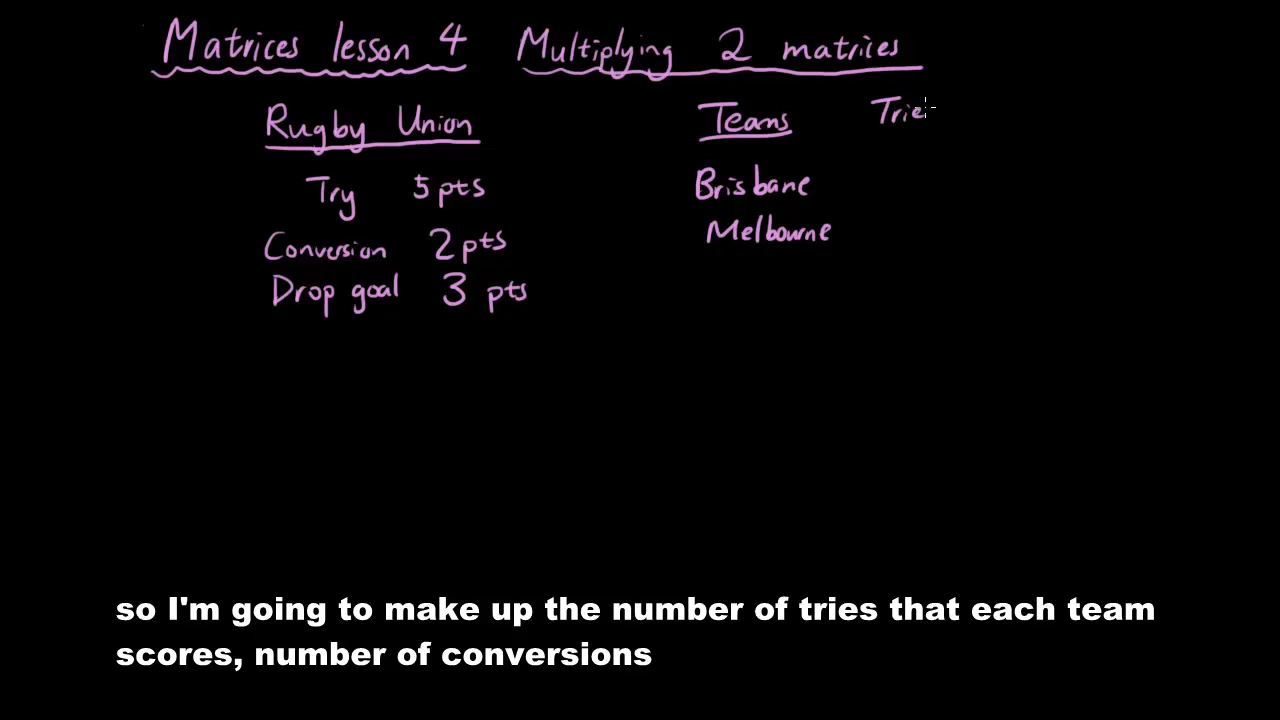 Matrices lesson 4 Multiplying 2 matrices
Rugby Union
Try 5 pts
Conversion 2 pts
Drop goal 3 pts
Teams Trie
Brisbane
Melbourne
so I'm going to make up the number of tries that each team
scores, number of conversions